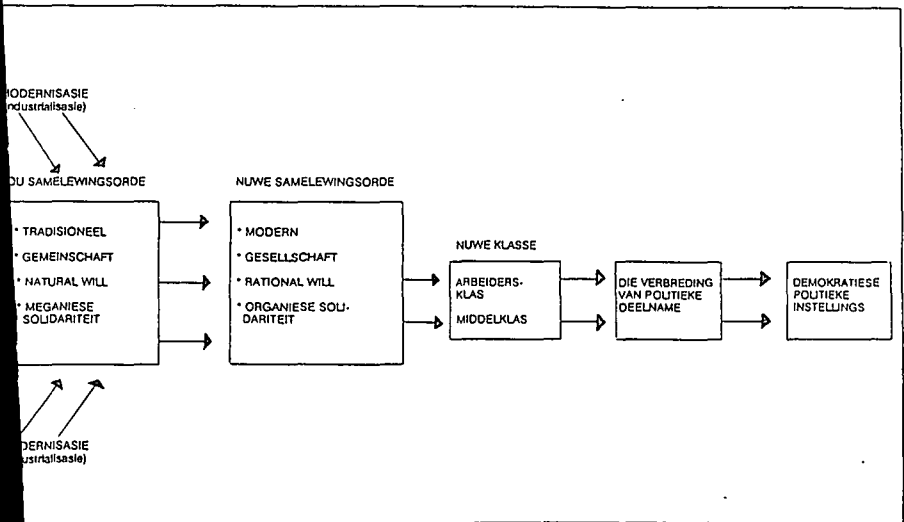 MODERNISASIE
ndustrialisasie)
OU SAMELEWINGSORDE
* TRADISIONEEL
* GEMEINSCHAFT
* NATURAL WILL
* MEGANIESE
SOLIDARITEIT
DERNISASIE
ustrialisasie)
NUWE SAMELEWINGSORDE
* MODERN
* GESELLSCHAFT
* RATIONAL WILL
* ORGANIESE SOLI-
DARITEIT
NUWE KLASSE
ARBEIDERS-
KLAS
MIDDELKLAS
DIE VERBREDING
VAN POLITIEKE
DEELNAME
DEMOKRATIESE
POLITIEKE
INSTELLINGS